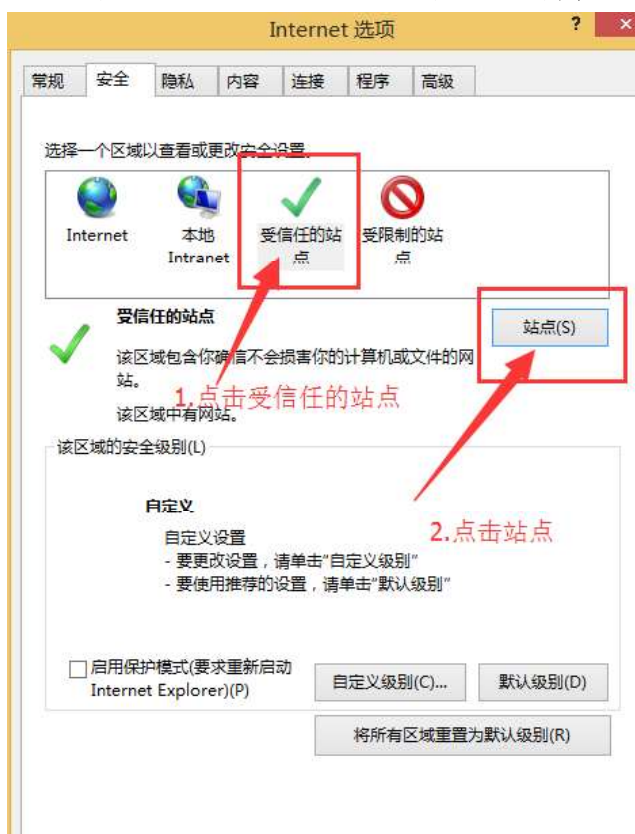 Internet 选项
?
×
常规 安全 隐私 内容 连接 程序 高级
选择一个区域以查看或更改安全设置。
Internet 本地 Intranet 受信任的站点 受限制的站点
受信任的站点
站点(S)
该区域包含你确信不会损害你的计算机或文件的网
站。
1.点击受信任的站点
该区域中有网站。
该区域的安全级别(L)
自定义
自定义设置
2.点击站点
- 要更改设置，请单击"自定义级别"
- 要使用推荐的设置，请单击"默认级别"
启用保护模式(要求重新启动
Internet Explorer)(P)
自定义级别(C)... 默认级别(D)
将所有区域重置为默认级别(R)